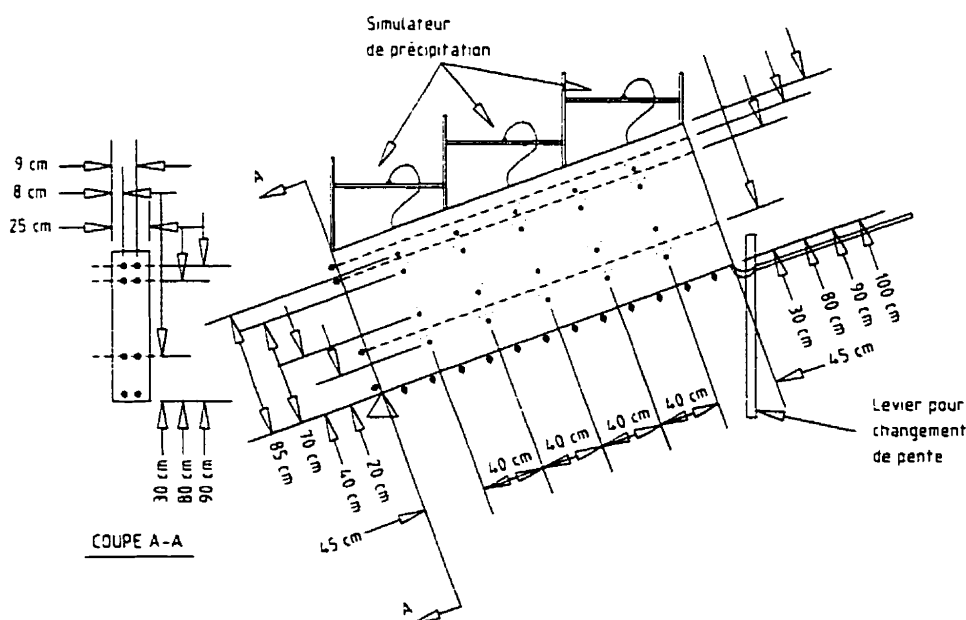 Simulateur
de précipitation
9 cm
8 cm
25 cm
A
30 cm
80 cm
90 cm
100 cm
45 cm
Levier pour
changement
de pente
85 cm
70 cm
40 cm
20 cm
40 cm
40 cm
40 cm
40 cm
45 cm
A
30 cm
80 cm
90 cm
COUPE A-A